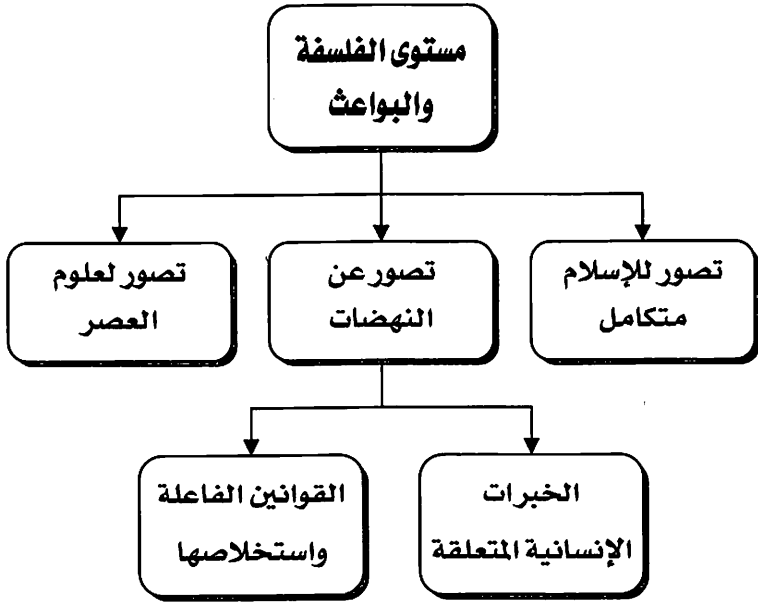 مستوى الفلسفة
والبواعث
تصور للإسلام
متكامل
تصور عن
النهضات
تصور لعلوم
العصر
الخبرات
الإنسانية المتعلقة
القوانين الفاعلة
واستخلاصها